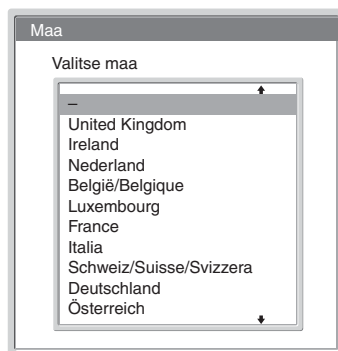 Maa
Valitse maa
–
United Kingdom
Ireland
Nederland
België/Belgique
Luxembourg
France
Italia
Schweiz/Suisse/Svizzera
Deutschland
Österreich